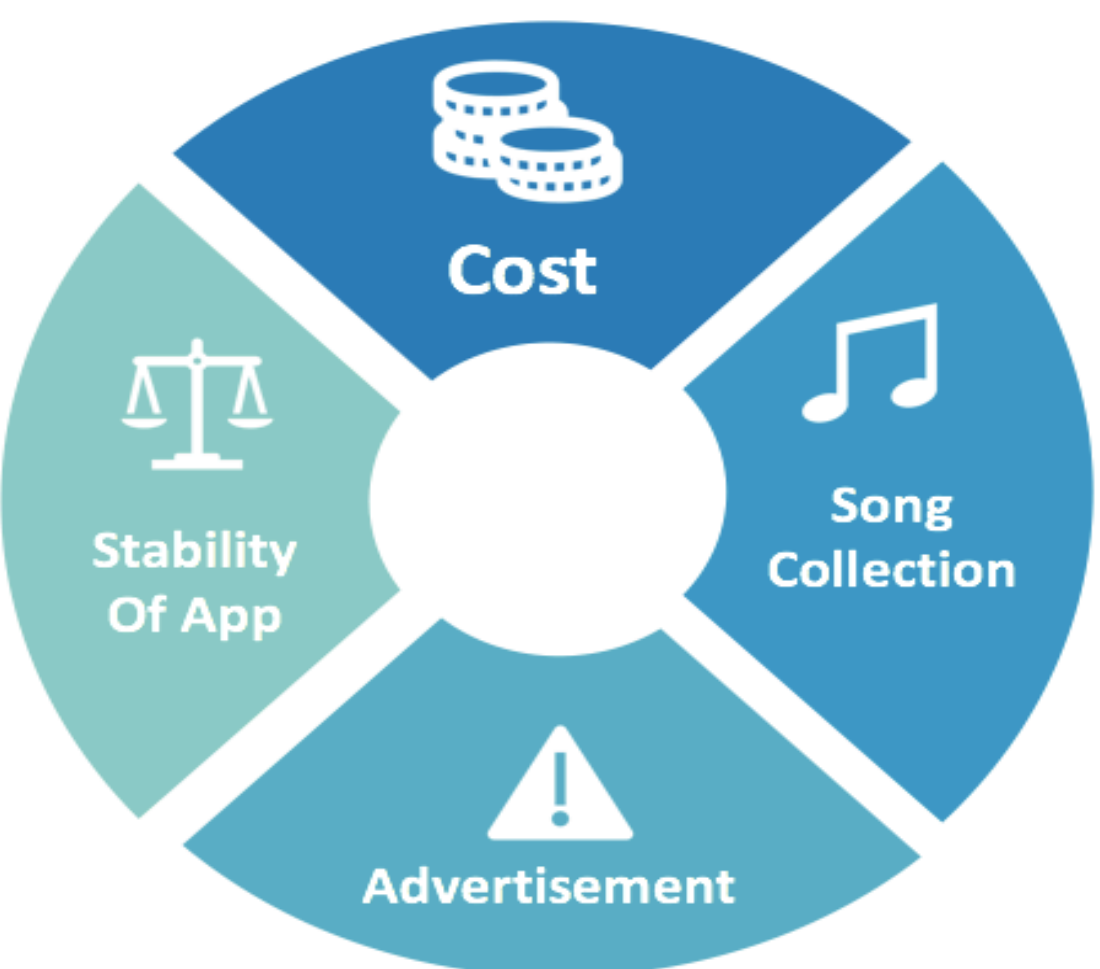 Cost
Song
Collection
Stability
Of App
Advertisement